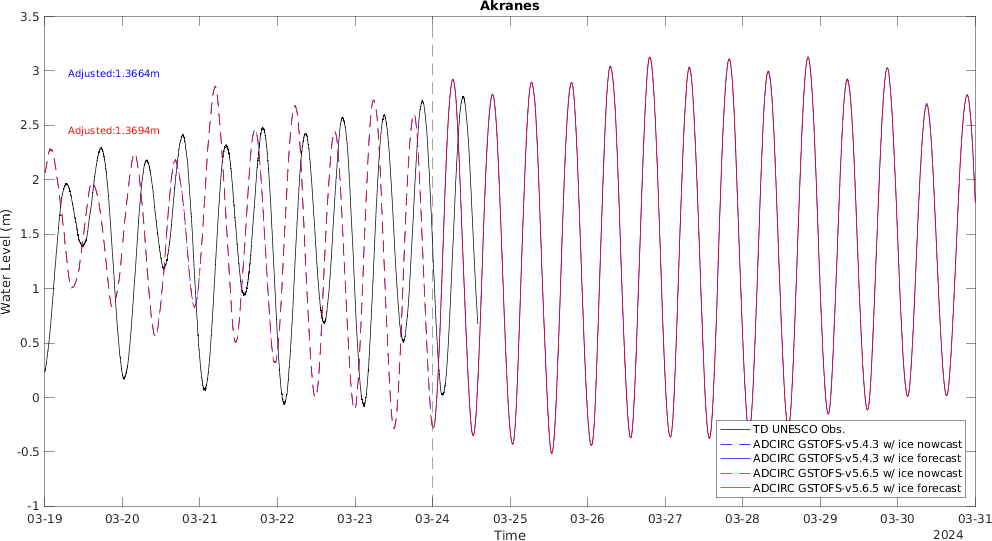 Akranes
3.5
3
2.5
2
1.5
1
0.5
0
-0.5
-1
Water Level (m)
Adjusted:1.3664m
Adjusted:1.3694m
TD UNESCO Obs.
ADCIRC GSTOFS-v5.4.3 w/ ice nowcast
ADCIRC GSTOFS-v5.4.3 w/ ice forecast
ADCIRC GSTOFS-v5.6.5 w/ ice nowcast
ADCIRC GSTOFS-v5.6.5 w/ ice forecast
03-19 03-20 03-21 03-22 03-23 03-24 03-25 03-26 03-27 03-28 03-29 03-30 03-31
Time
2024